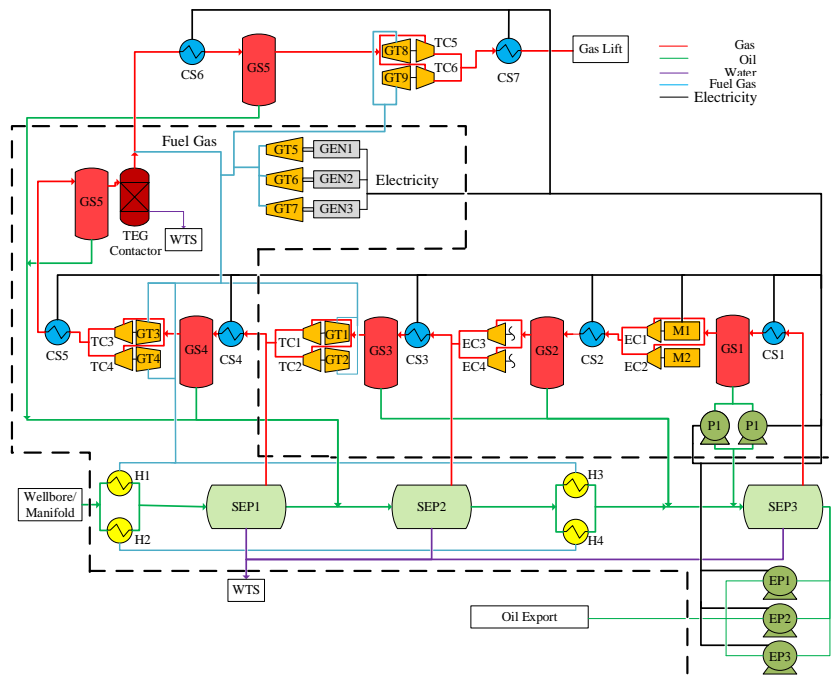 GT8
TC5
Gas Lift
Gas
Oil
Water
Fuel Gas
Electricity
CS6
GS5
GT9
TC6
CS7
Fuel Gas
GT5
GEN1
GT6
GEN2
Electricity
GT7
GEN3
GS5
TEG
Contactor
WTS
CS5
TC3
GT3
TC4
GT4
GS4
CS4
TC1
GT1
TC2
GT2
GS3
CS3
EC3
EC4
GS2
CS2
EC1
M1
EC2
M2
GS1
CS1
P1
P1
H1
H3
Wellbore/
Manifold
SEP1
SEP2
SEP3
H2
H4
WTS
EP1
Oil Export
EP2
EP3